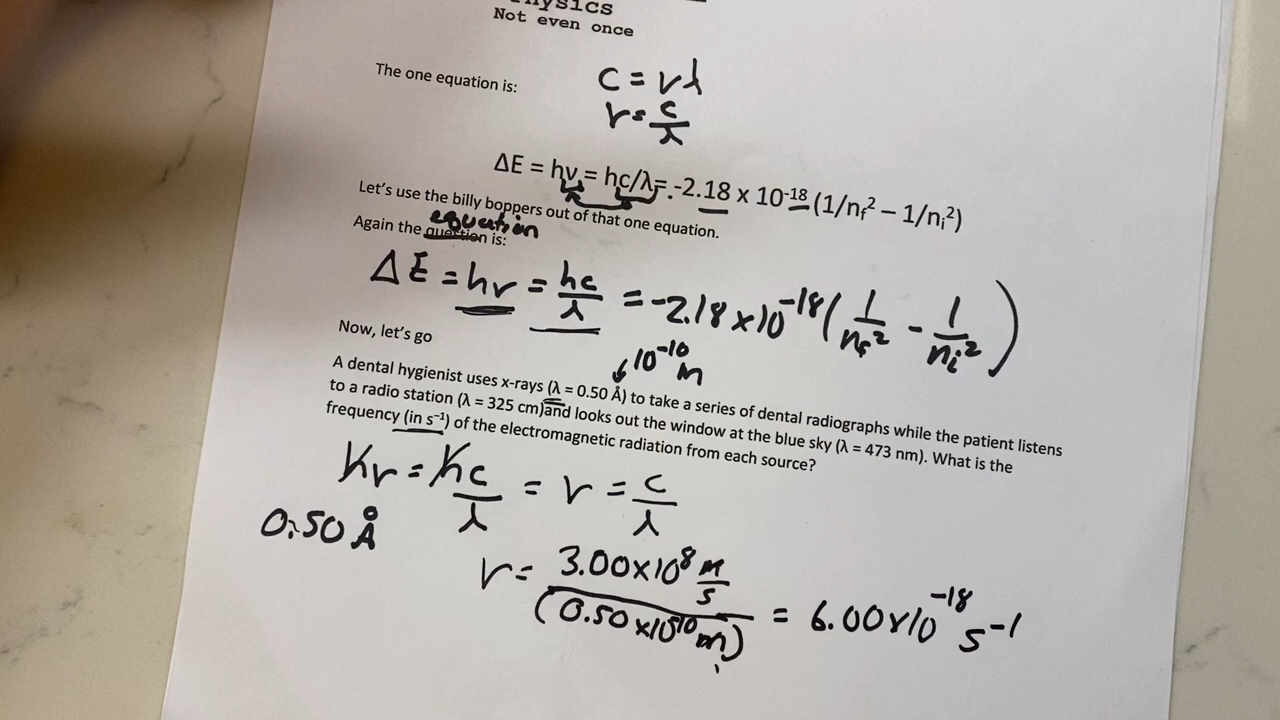 Physics
Not even once
The one equation is:
c = νλ
ν = c/λ
ΔE = hν = hc/λ = -2.18 x 10⁻¹⁸ (1/nf² – 1/ni²)
Let's use the billy boppers out of that one equation.
equation
Again the question is:
ΔE = hν = hc/λ = -2.18 x 10⁻¹⁸ (1/nf² - 1/ni²)
Now, let's go
10⁻¹⁰ m
A dental hygienist uses x-rays (λ = 0.50 Å) to take a series of dental radiographs while the patient listens
to a radio station (λ = 325 cm)and looks out the window at the blue sky (λ = 473 nm). What is the
frequency (in s⁻¹) of the electromagnetic radiation from each source?
hν = hc/λ = ν = c/λ
0.50 Å
ν = 3.00x10⁸ m/s / (0.50 x10⁻¹⁰ m) = 6.00x10⁻¹⁸ s⁻¹